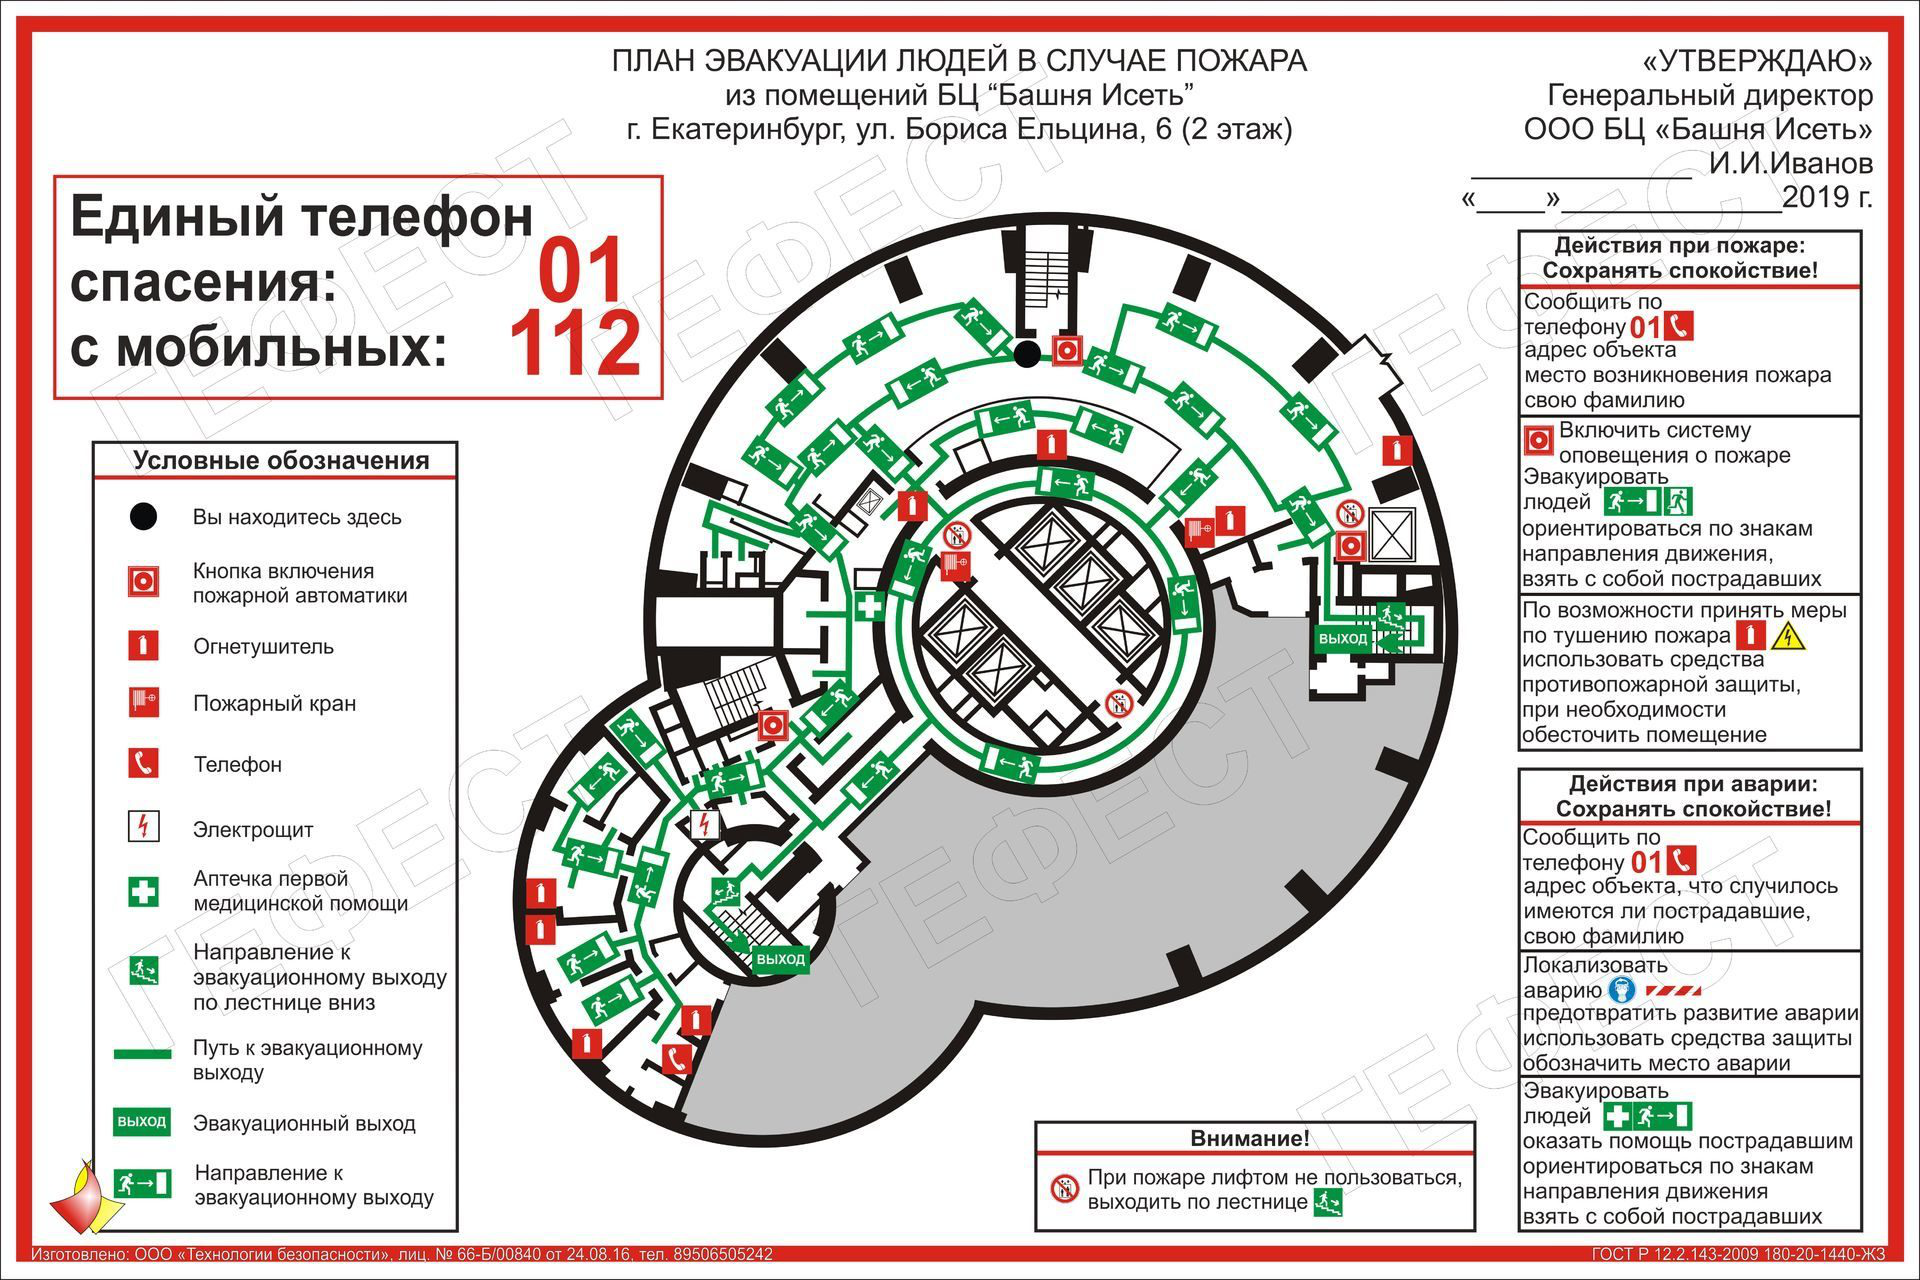 ПЛАН ЭВАКУАЦИИ ЛЮДЕЙ В СЛУЧАЕ ПОЖАРА
из помещений БЦ “Башня Исеть”
г. Екатеринбург, ул. Бориса Ельцина, 6 (2 этаж)
«УТВЕРЖДАЮ»
Генеральный директор
ООО БЦ «Башня Исеть»
_____________ И.И.Иванов
«____»_____________2019 г.
Единый телефон
спасения: 01
с мобильных: 112
Условные обозначения
Вы находитесь здесь
Кнопка включения
пожарной автоматики
Огнетушитель
Пожарный кран
Телефон
Электрощит
Аптечка первой
медицинской помощи
Направление к
эвакуационному выходу
по лестнице вниз
Путь к эвакуационному
выходу
ВЫХОД Эвакуационный выход
Направление к
эвакуационному выходу
ВЫХОД
ВЫХОД
Действия при пожаре:
Сохранять спокойствие!
Сообщить по
телефону 01
адрес объекта
место возникновения пожара
свою фамилию
Включить систему
оповещения о пожаре
Эвакуировать
людей
ориентироваться по знакам
направления движения,
взять с собой пострадавших
По возможности принять меры
по тушению пожара
использовать средства
противопожарной защиты,
при необходимости
обесточить помещение
Действия при аварии:
Сохранять спокойствие!
Сообщить по
телефону 01
адрес объекта, что случилось
имеются ли пострадавшие,
свою фамилию
Локализовать
аварию
предотвратить развитие аварии
использовать средства защиты
обозначить место аварии
Эвакуировать
людей
оказать помощь пострадавшим
ориентироваться по знакам
направления движения
взять с собой пострадавших
Внимание!
При пожаре лифтом не пользоваться,
выходить по лестнице
Изготовлено: ООО «Технологии безопасности», лиц. № 66-Б/00840 от 24.08.16, тел. 89506505242
ГОСТ Р 12.2.143-2009 180-20-1440-ЖЗ
ГЕФЕСТ
ГЕФЕСТ
ГЕФЕСТ
ГЕФЕСТ
ГЕФЕСТ
ГЕФЕСТ
ГЕФЕСТ